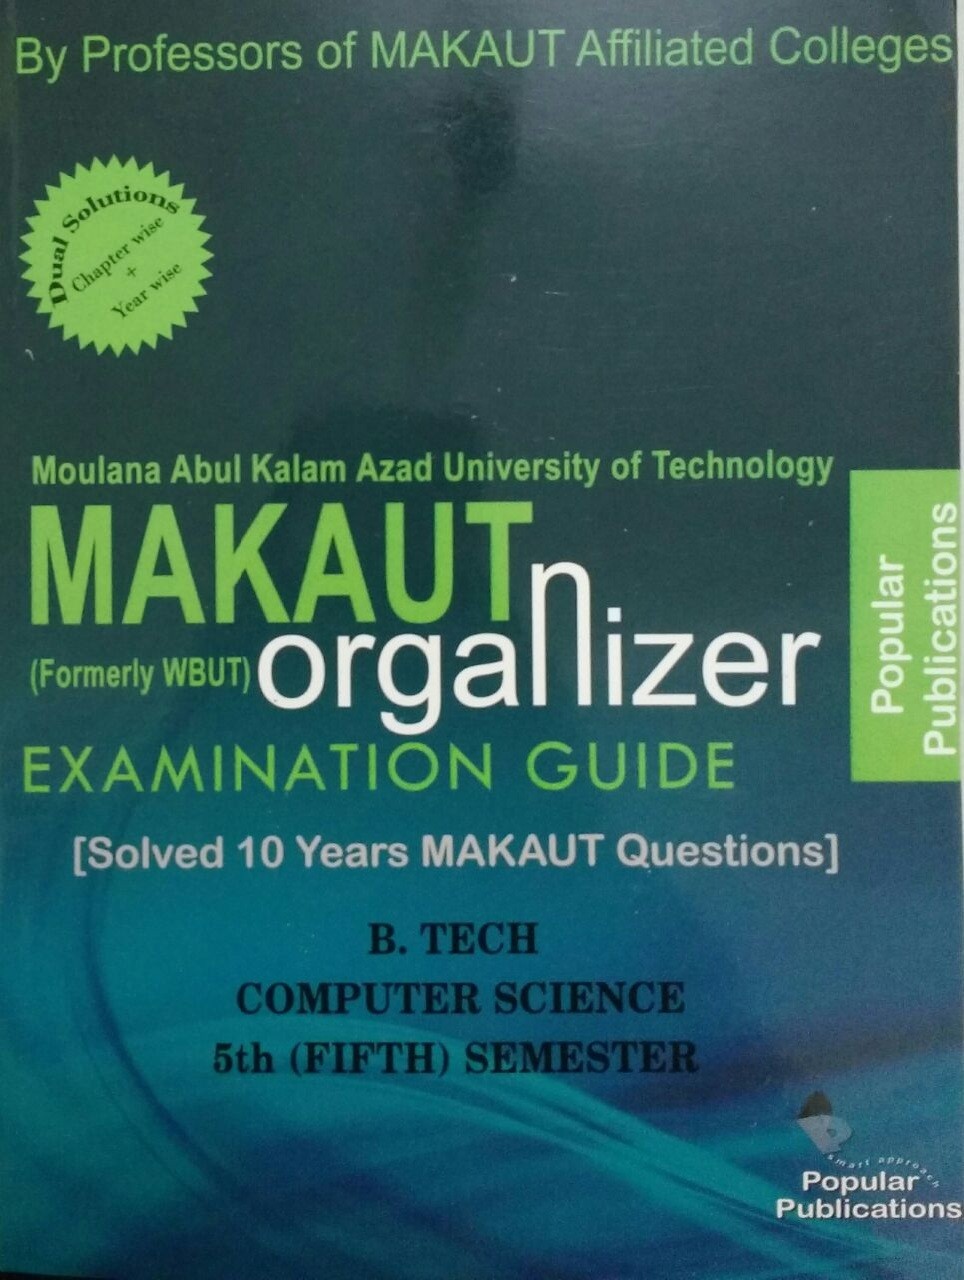 By Professors of MAKAUT Affiliated Colleges
Dual Solutions
Chapter wise
+
Year wise
Moulana Abul Kalam Azad University of Technology
MAKAUT
(Formerly WBUT)
organizer
Popular
Publications
EXAMINATION GUIDE
[Solved 10 Years MAKAUT Questions]
B. TECH
COMPUTER SCIENCE
5th (FIFTH) SEMESTER
smart approach
Popular
Publications